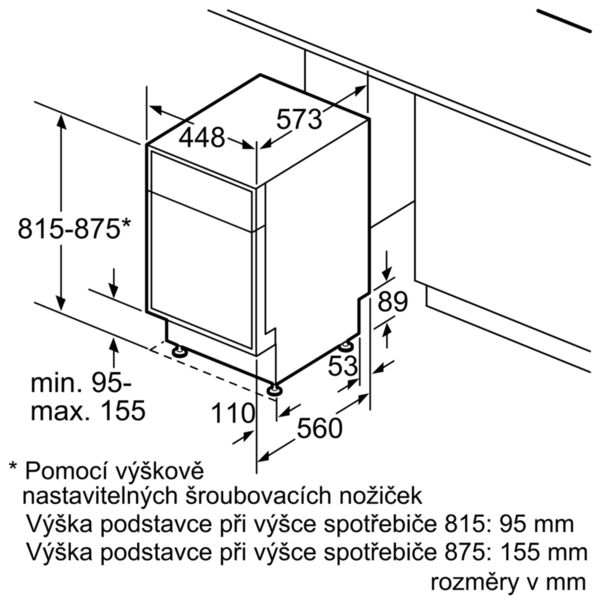 573
448
815-875*
89
53
min. 95-
max. 155
110
560
* Pomocí výškově
nastavitelných šroubovacích nožiček
Výška podstavce při výšce spotřebiče 815: 95 mm
Výška podstavce při výšce spotřebiče 875: 155 mm
rozměry v mm